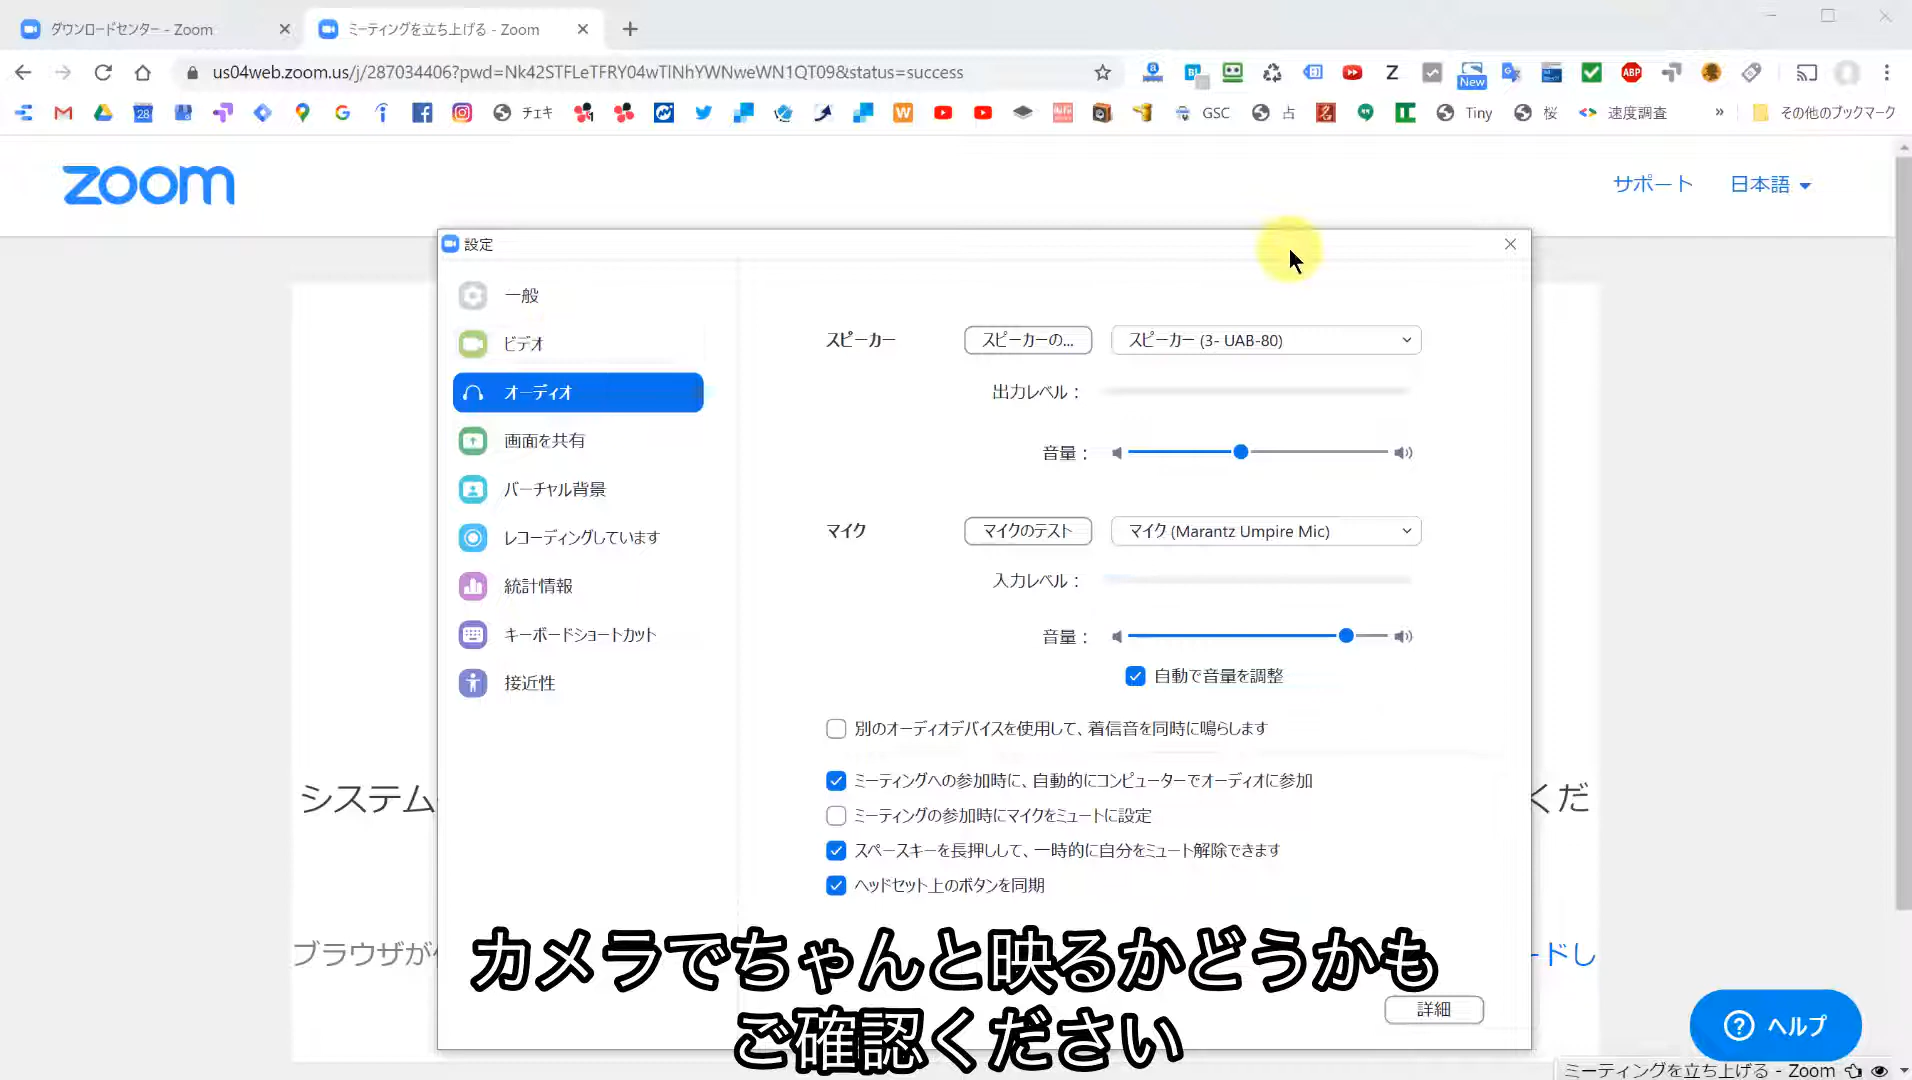 ダウンロードセンター - Zoom
ミーティングを立ち上げる - Zoom
us04web.zoom.us/j/287034406?pwd=Nk42STFLeTFRY04wTlNhYWNweWN1QT09&status=success
New
ABP
28
チェキ
GSC
占
Tiny
桜
速度調査
»
その他のブックマーク
zoom
サポート
日本語
設定
一般
ビデオ
オーディオ
画面を共有
バーチャル背景
レコーディングしています
統計情報
キーボードショートカット
接近性
スピーカー
スピーカーの...
スピーカー (3- UAB-80)
出力レベル：
音量：
マイク
マイクのテスト
マイク (Marantz Umpire Mic)
入力レベル：
音量：
自動で音量を調整
別のオーディオデバイスを使用して、着信音を同時に鳴らします
ミーティングへの参加時に、自動的にコンピューターでオーディオに参加
ミーティングの参加時にマイクをミュートに設定
スペースキーを長押しして、一時的に自分をミュート解除できます
ヘッドセット上のボタンを同期
システム
くだ
ブラウザが
ードし
カメラでちゃんと映るかどうかも
ご確認ください
詳細
ヘルプ
ミーティングを立ち上げる - Zoom